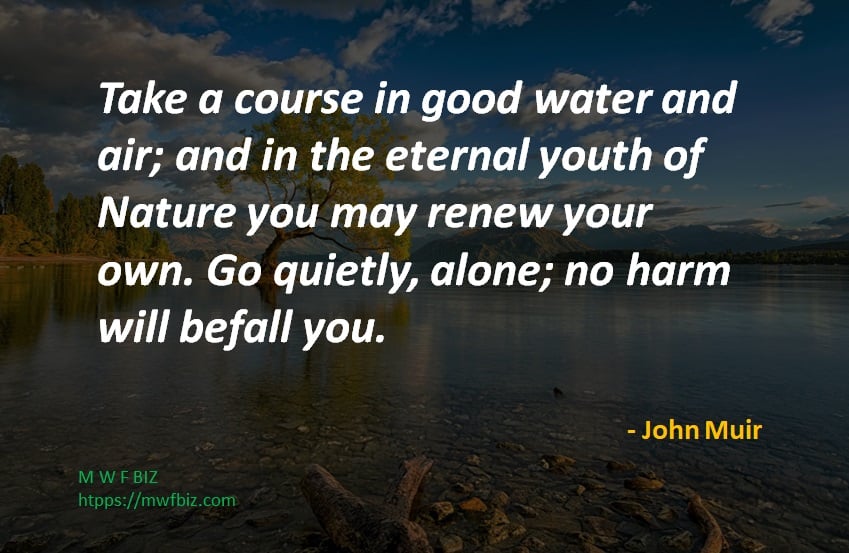 Take a course in good water and
air; and in the eternal youth of
Nature you may renew your
own. Go quietly, alone; no harm
will befall you.
- John Muir
M W F BIZ
htpps://mwfbiz.com